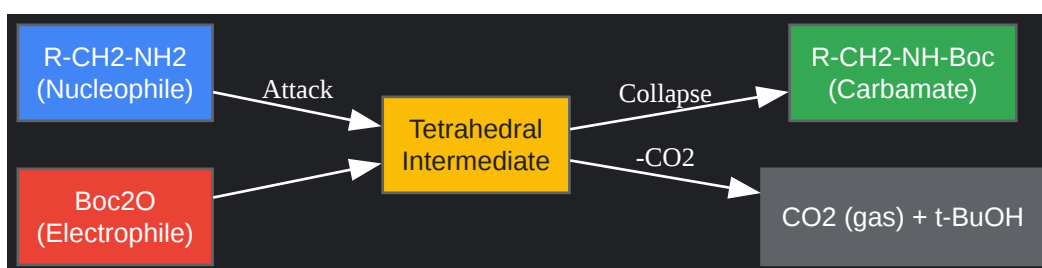 R-CH2-NH2
(Nucleophile)
Attack
Boc2O
(Electrophile)
Tetrahedral
Intermediate
Collapse
-CO2
R-CH2-NH-Boc
(Carbamate)
CO2 (gas) + t-BuOH